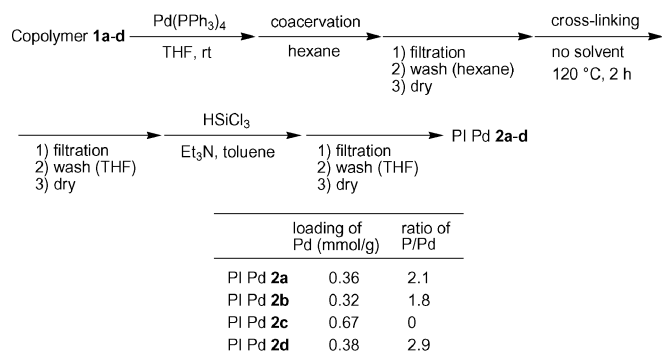 Copolymer 1a-d
Pd(PPh3)4
THF, rt
coacervation
hexane
1) filtration
2) wash (hexane)
3) dry
cross-linking
no solvent
120 °C, 2 h
1) filtration
2) wash (THF)
3) dry
HSiCl3
Et3N, toluene
1) filtration
2) wash (THF)
3) dry
PI Pd 2a-d
loading of Pd (mmol/g) ratio of P/Pd
PI Pd 2a 0.36 2.1
PI Pd 2b 0.32 1.8
PI Pd 2c 0.67 0
PI Pd 2d 0.38 2.9